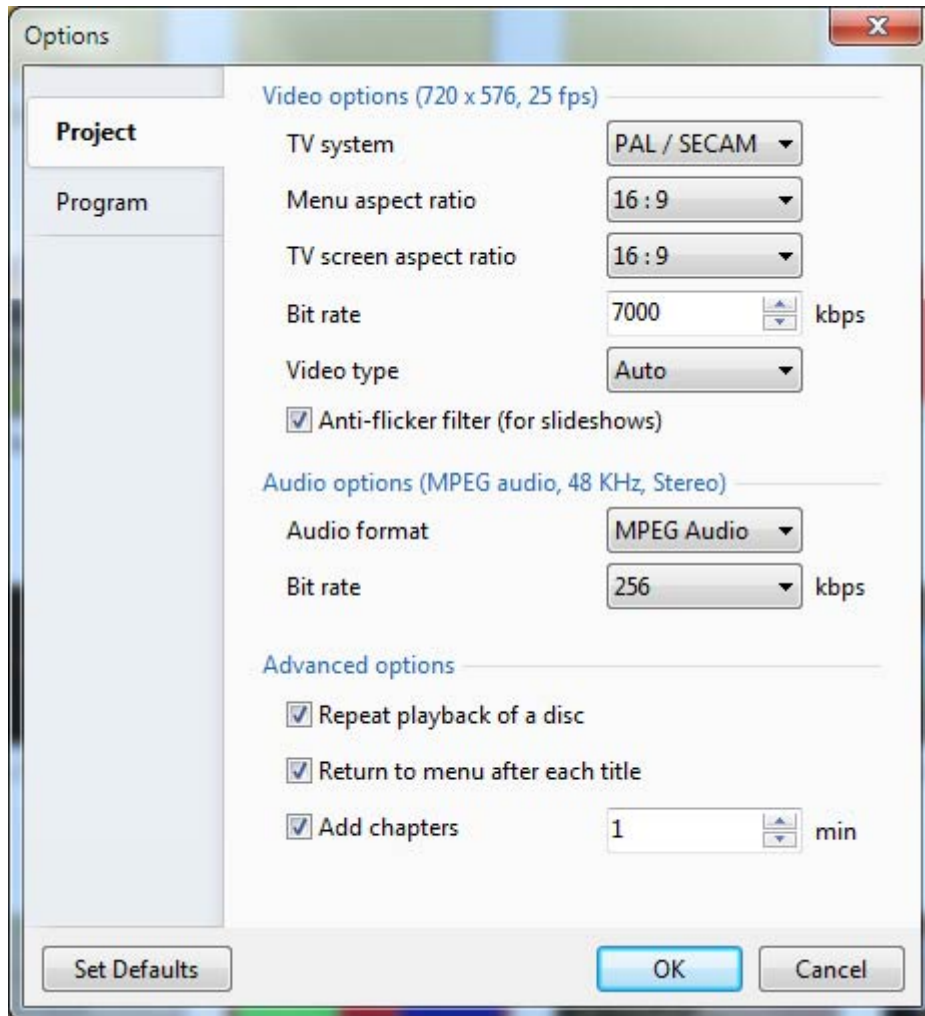 Options
Project
Program
Video options (720 x 576, 25 fps)
TV system PAL / SECAM
Menu aspect ratio 16 : 9
TV screen aspect ratio 16 : 9
Bit rate 7000 kbps
Video type Auto
Anti-flicker filter (for slideshows)
Audio options (MPEG audio, 48 KHz, Stereo)
Audio format MPEG Audio
Bit rate 256 kbps
Advanced options
Repeat playback of a disc
Return to menu after each title
Add chapters 1 min
Set Defaults OK Cancel